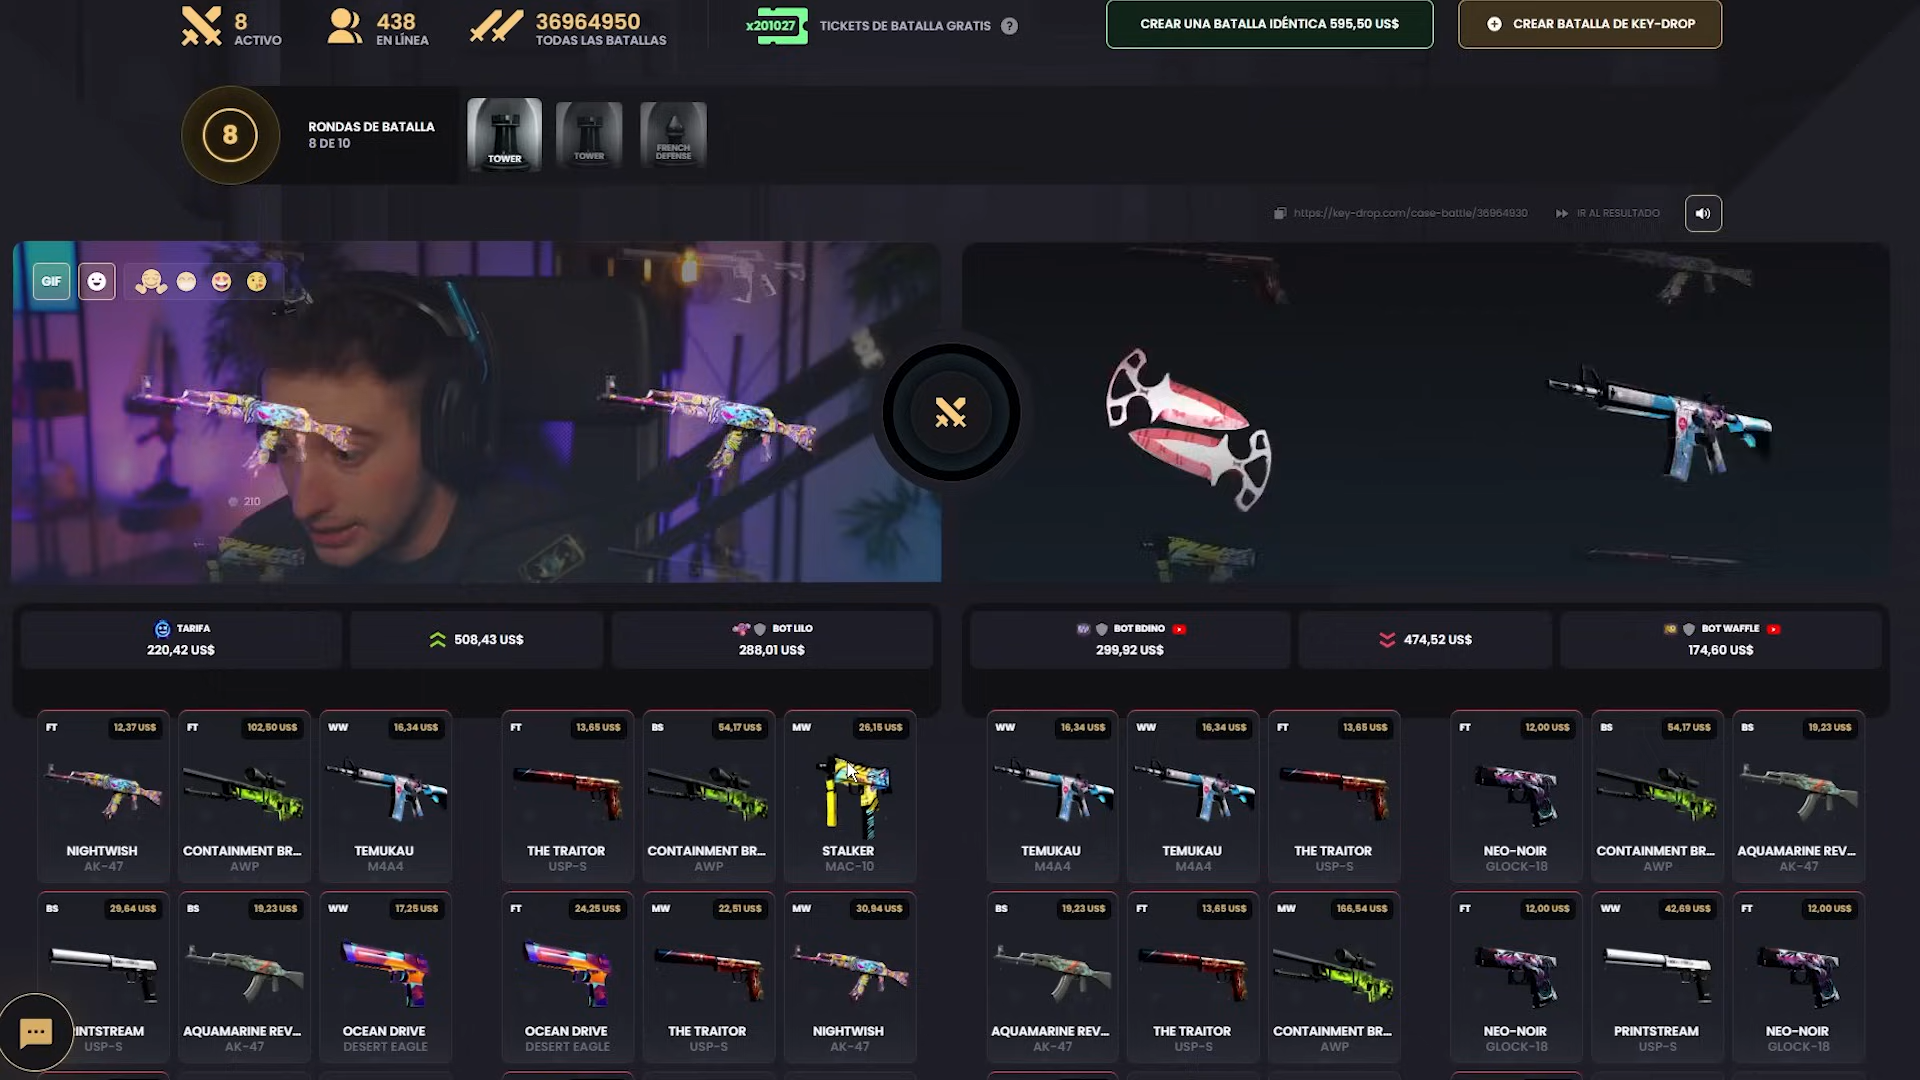 8
ACTIVO
438
EN LÍNEA
36964950
TODAS LAS BATALLAS
x201027
TICKETS DE BATALLA GRATIS ?
CREAR UNA BATALLA IDÉNTICA 595,50 US$
CREAR BATALLA DE KEY-DROP
8
RONDAS DE BATALLA
8 DE 10
TOWER
TOWER
FRENCH
DEFENSE
https://key-drop.com/case-battle/36964930
IR AL RESULTADO
GIF
210
TARIFA
220,42 US$
508,43 US$
BOT LILO
288,01 US$
BOT BDINO
299,92 US$
474,52 US$
BOT WAFFLE
174,60 US$
FT 12,37 US$
NIGHTWISH
AK-47
FT 102,50 US$
CONTAINMENT BR...
AWP
WW 16,34 US$
TEMUKAU
M4A4
FT 13,65 US$
THE TRAITOR
USP-S
BS 54,17 US$
CONTAINMENT BR...
AWP
MW 26,15 US$
STALKER
MAC-10
WW 16,34 US$
TEMUKAU
M4A4
WW 16,34 US$
TEMUKAU
M4A4
FT 13,65 US$
THE TRAITOR
USP-S
FT 12,00 US$
NEO-NOIR
GLOCK-18
BS 54,17 US$
CONTAINMENT BR...
AWP
BS 19,23 US$
AQUAMARINE REV...
AK-47
BS 29,64 US$
INTSTREAM
USP-S
BS 19,23 US$
AQUAMARINE REV...
AK-47
WW 17,25 US$
OCEAN DRIVE
DESERT EAGLE
FT 24,25 US$
OCEAN DRIVE
DESERT EAGLE
MW 22,51 US$
THE TRAITOR
USP-S
MW 30,94 US$
NIGHTWISH
AK-47
BS 19,23 US$
AQUAMARINE REV...
AK-47
FT 13,65 US$
THE TRAITOR
USP-S
MW 166,54 US$
CONTAINMENT BR...
AWP
FT 12,00 US$
NEO-NOIR
GLOCK-18
WW 42,69 US$
PRINTSTREAM
USP-S
FT 12,00 US$
NEO-NOIR
GLOCK-18